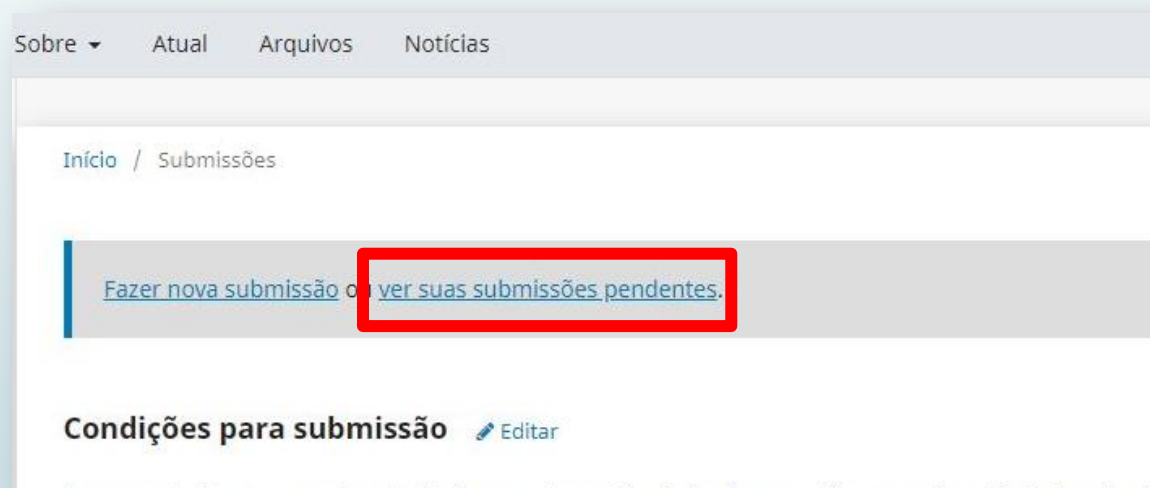 Sobre Atual Arquivos Notícias
Início / Submissões
Fazer nova submissão ou ver suas submissões pendentes.
Condições para submissão Editar